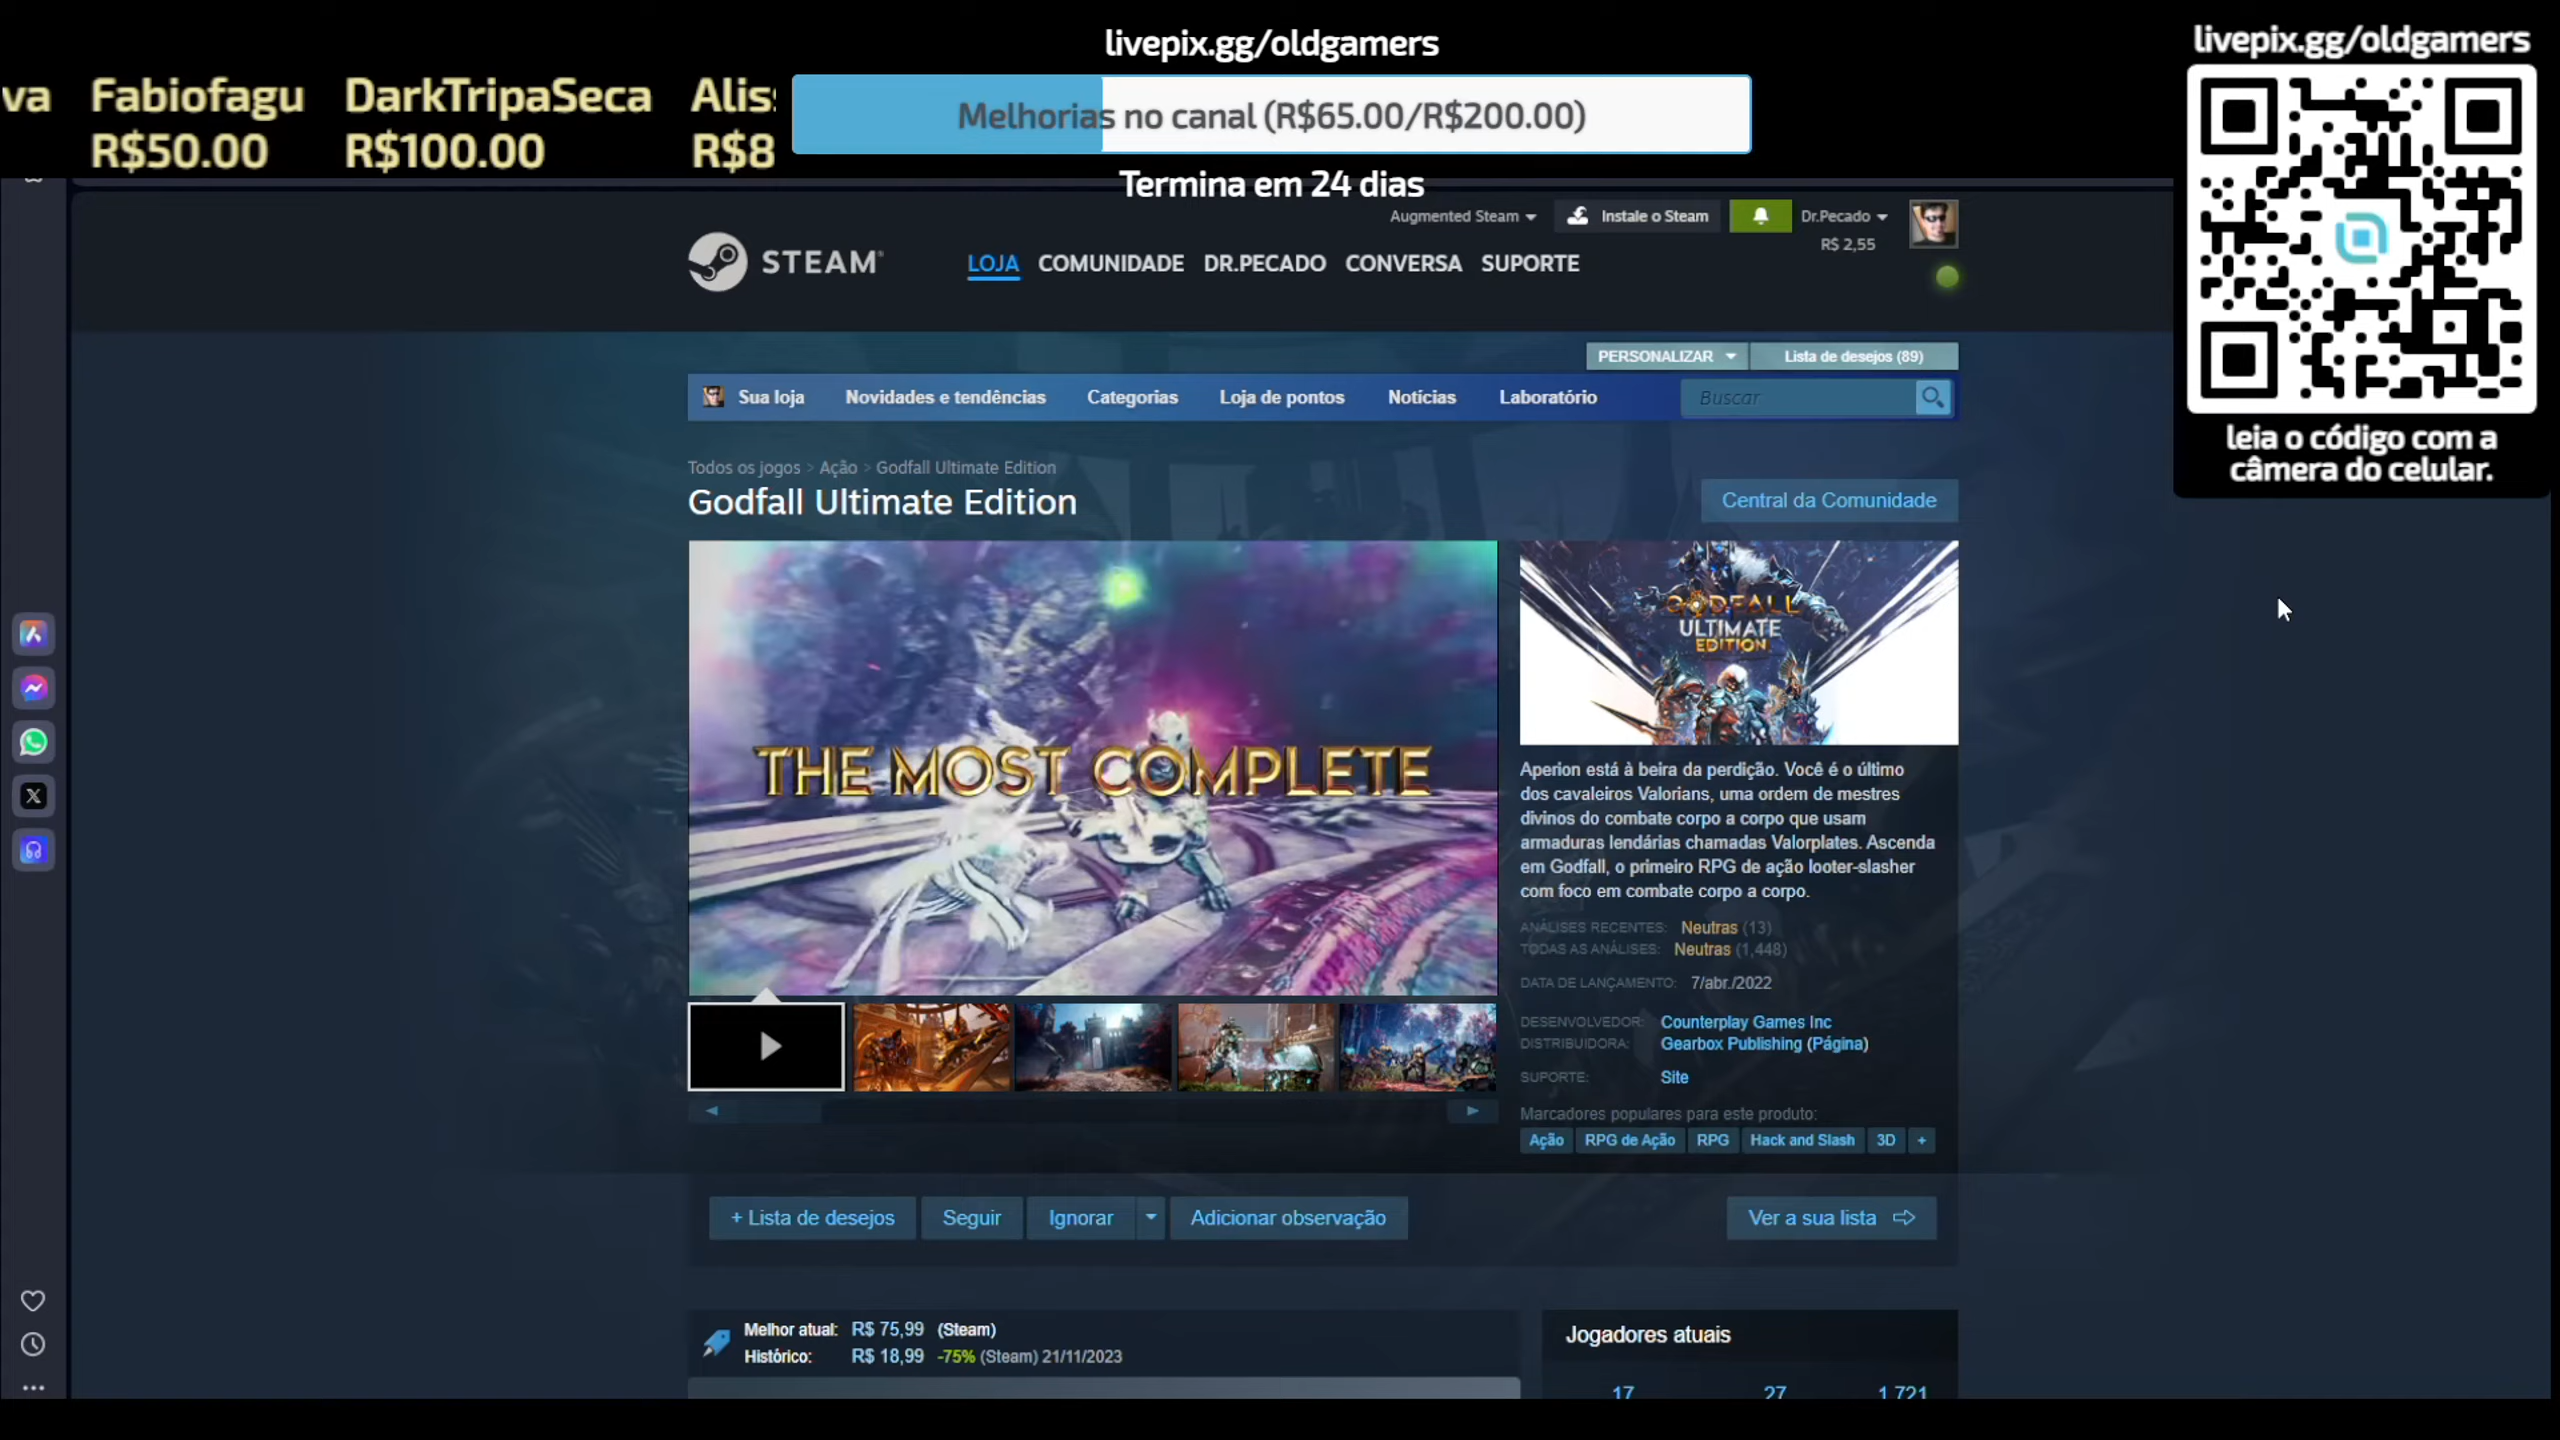 livepix.gg/oldgamers
livepix.gg/oldgamers
va Fabiofagu DarkTripaSeca Alis
R$50.00 R$100.00 R$8
Melhorias no canal (R$65.00/R$200.00)
Termina em 24 dias
leia o código com a
câmera do celular.
Augmented Steam
Instale o Steam
Dr.Pecado
R$ 2,55
STEAM
LOJA COMUNIDADE DR.PECADO CONVERSA SUPORTE
PERSONALIZAR
Lista de desejos (89)
Sua loja Novidades e tendências Categorias Loja de pontos Notícias Laboratório
Buscar
Todos os jogos > Ação > Godfall Ultimate Edition
Godfall Ultimate Edition
Central da Comunidade
THE MOST COMPLETE
GODFALL
ULTIMATE
EDITION
Aperion está à beira da perdição. Você é o último
dos cavaleiros Valorians, uma ordem de mestres
divinos do combate corpo a corpo que usam
armaduras lendárias chamadas Valorplates. Ascenda
em Godfall, o primeiro RPG de ação looter-slasher
com foco em combate corpo a corpo.
ANÁLISES RECENTES: Neutras (13)
TODAS AS ANÁLISES: Neutras (1,448)
DATA DE LANÇAMENTO: 7/abr./2022
DESENVOLVEDOR: Counterplay Games Inc
DISTRIBUIDORA: Gearbox Publishing (Página)
SUPORTE: Site
Marcadores populares para este produto:
Ação RPG de Ação RPG Hack and Slash 3D +
+ Lista de desejos Seguir Ignorar Adicionar observação
Ver a sua lista
Melhor atual: R$ 75,99 (Steam)
Histórico: R$ 18,99 -75% (Steam) 21/11/2023
Jogadores atuais
17 27 1.721